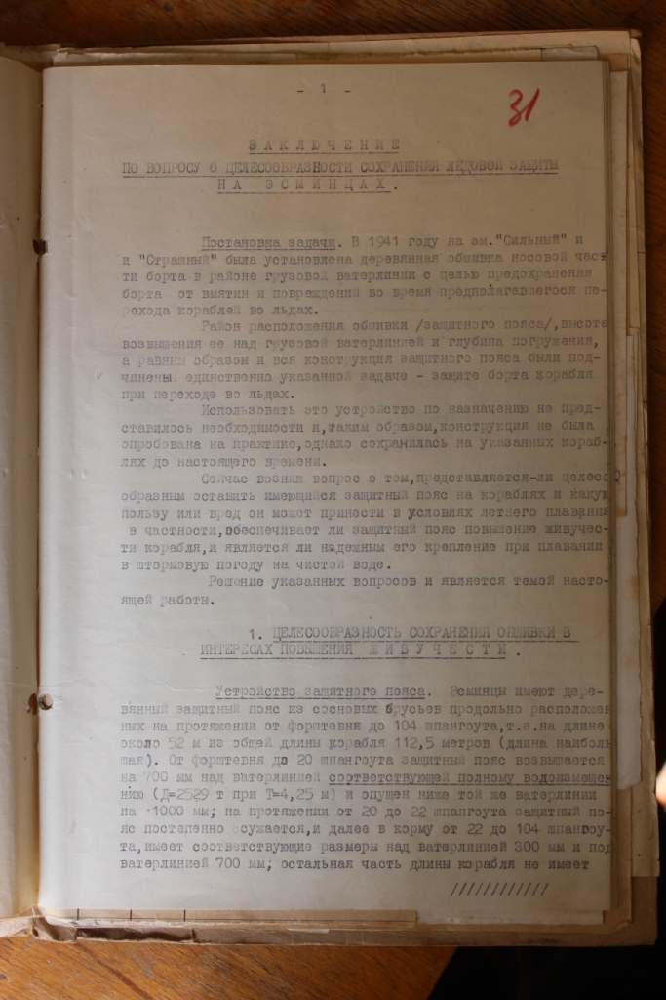 - 1 -
31
ЗАКЛЮЧЕНИЕ
ПО ВОПРОСУ О ЦЕЛЕСООБРАЗНОСТИ СОХРАНЕНИЯ ЛЕДОВОЙ ЗАЩИТЫ
НА ЭСМИНЦАХ.
Постановка задачи. В 1941 году на эм."Сильный" и
и "Страшный" была установлена деревянная обшивка носовой част
ти борта в районе грузовой ватерлинии с целью предохранения
борта от вмятин и повреждений во время предполагавшегося пе-
рехода кораблей во льдах.
Район расположения обшивки /защитного пояса/,высота
возвышения ее над грузовой ватерлинией и глубина погружения,
а равным образом и вся конструкция защитного пояса были под-
чинены единственно указанной задаче - защите борта корабля
при переходе во льдах.
Использовать это устройство по назначению не пред-
ставилось необходимости и,таким образом,конструкция не была
опробована на практике,однако сохранилась на указанных кораб-
лях до настоящего времени.
Сейчас возник вопрос о том,представляется-ли целесо
образным оставить имеющийся защитный пояс на кораблях и какую
пользу или вред он может принести в условиях летнего плавания
в частности,обеспечивает ли защитный пояс повышение живучес-
ти корабля,и является ли надежным его крепление при плавании
в штормовую погоду на чистой воде.
Решение указанных вопросов и является темой насто-
ящей работы.
1. ЦЕЛЕСООБРАЗНОСТЬ СОХРАНЕНИЯ ОБШИВКИ В
ИНТЕРЕСАХ ПОВЫШЕНИЯ ЖИВУЧЕСТИ.
Устройство защитного пояса. Эсминцы имеют дере-
вянный защитный пояс из сосновых брусьев продольно расположен
ных на протяжении от форштевня до 104 шпангоута,т.е.на длине
около 52 м из общей длины корабля 112,5 метров (длина наиболь
шая). От форштевня до 20 шпангоута защитный пояс возвышается
на 700 мм над ватерлинией соответствующей полному водоизмещен
нию (Д=2529 т при Т=4,25 м) и опущен ниже той же ватерлинии
на 1000 мм; на протяжении от 20 до 22 шпангоута защитный по-
яс постепенно сужается,и далее в корму от 22 до 104 шпангоу-
та,имеет соответствующие размеры над ватерлинией 300 мм и под
ватерлинией 700 мм; остальная часть длины корабля не имеет
////////////